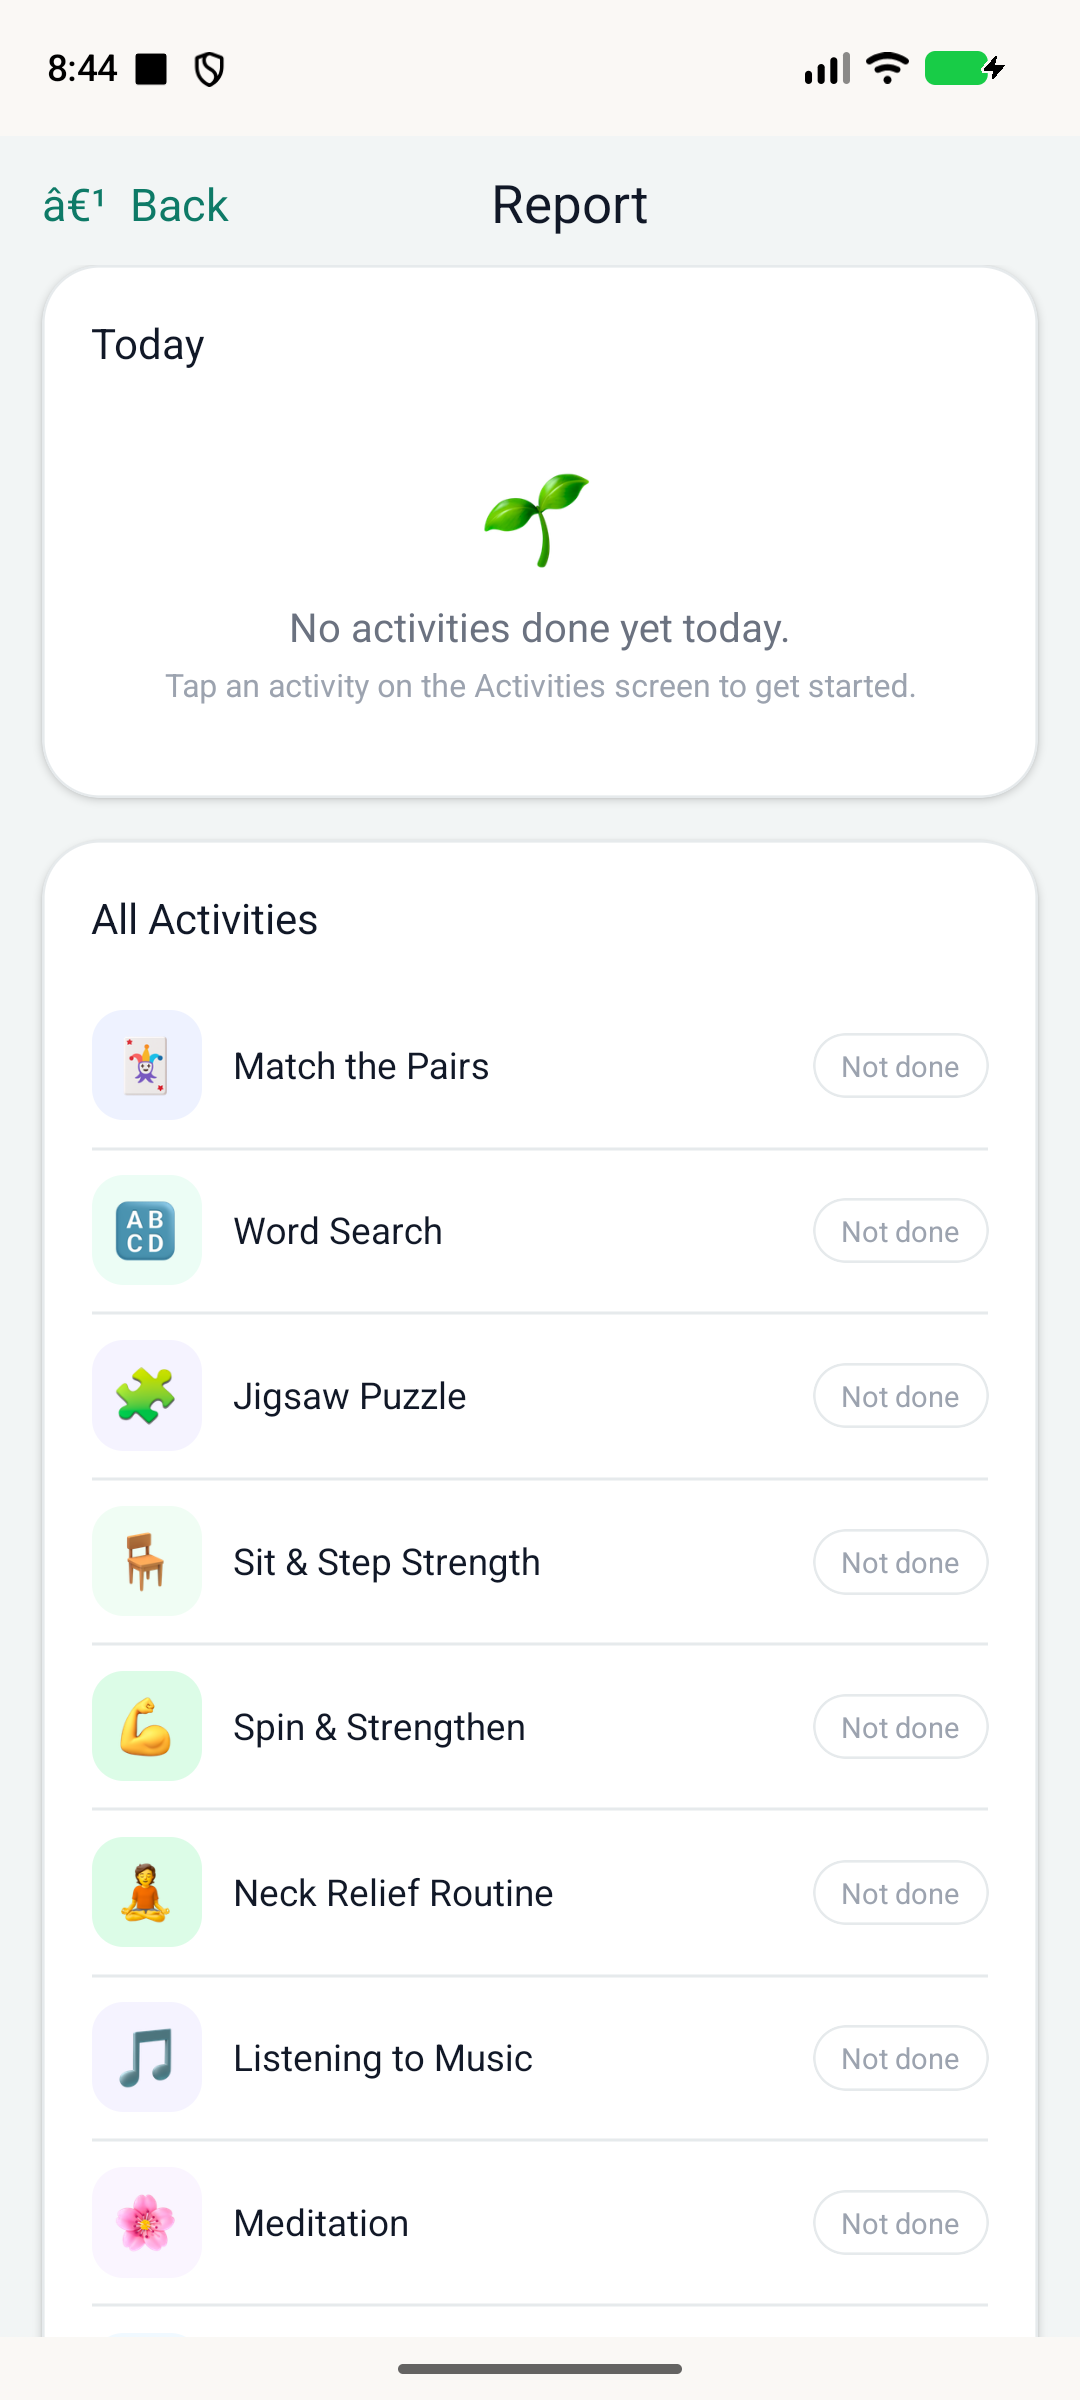 8:44
â€¹ Back
Report
Today
No activities done yet today.
Tap an activity on the Activities screen to get started.
All Activities
Match the Pairs
Not done
AB
CD
Word Search
Not done
Jigsaw Puzzle
Not done
Sit & Step Strength
Not done
Spin & Strengthen
Not done
Neck Relief Routine
Not done
Listening to Music
Not done
Meditation
Not done